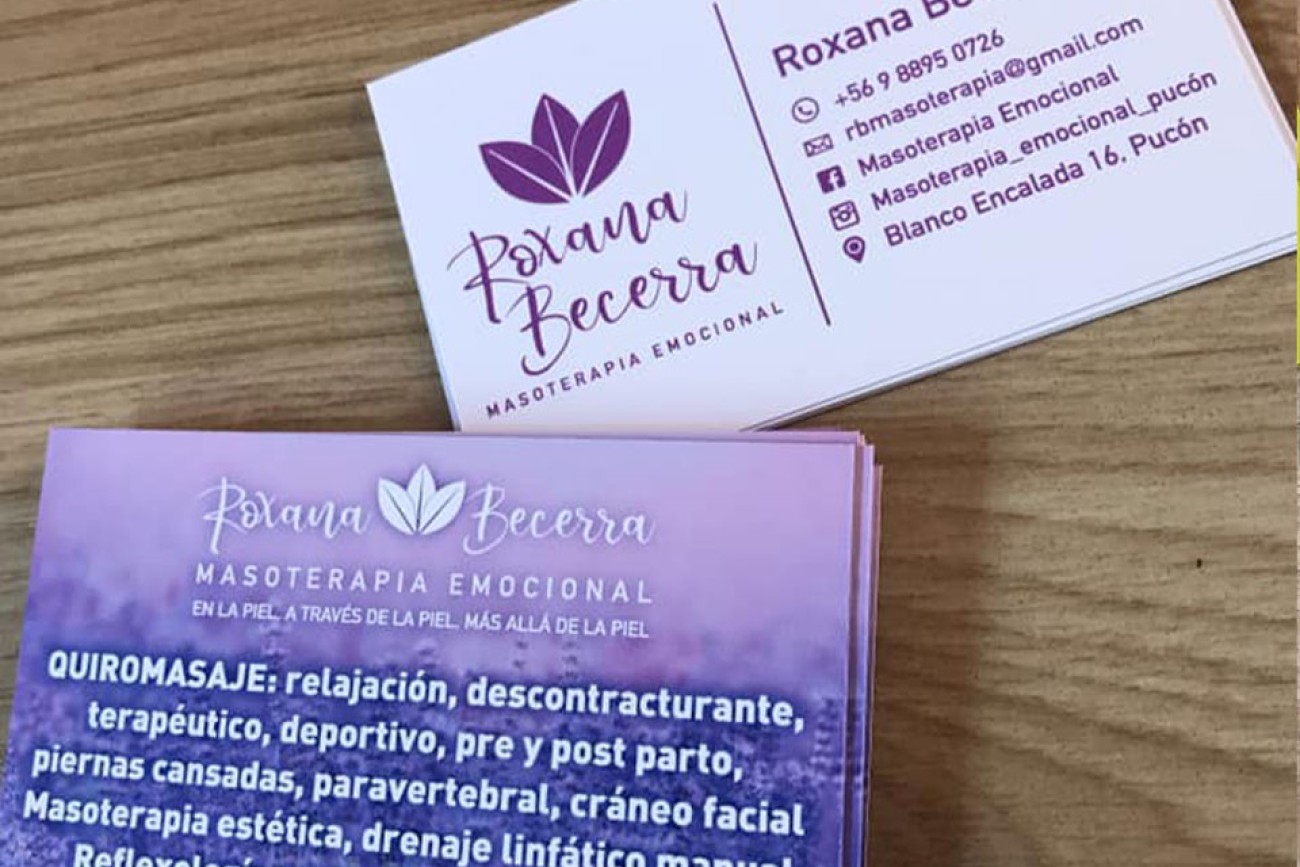 Roxana
+56 9 8895 0726
rbmasoterapia@gmail.com
Masoterapia Emocional
Masoterapia_emocional_pucón
Blanco Encalada 16. Pucón
Roxana
Becerra
MASOTERAPIA EMOCIONAL
Roxana Becerra
MASOTERAPIA EMOCIONAL
EN LA PIEL. A TRAVÉS DE LA PIEL. MÁS ALLÁ DE LA PIEL
QUIROMASAJE: relajación, descontracturante,
terapéutico, deportivo, pre y post parto,
piernas cansadas, paravertebral, cráneo facial
Masoterapia estética, drenaje linfático manual